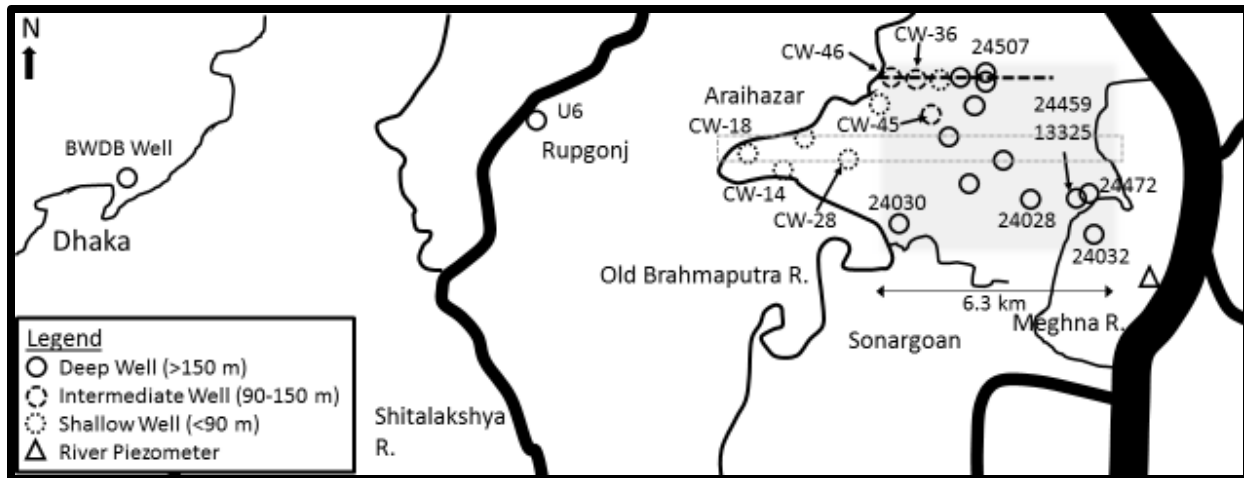 N
CW-36
CW-46
24507
Araihazar
24459
U6
CW-18
CW-45
13325
Rupgonj
BWDB Well
CW-14
24472
CW-28
24030
24028
Dhaka
24032
Old Brahmaputra R.
6.3 km
Meghna R.
Sonargoan
Legend
Deep Well (>150 m)
Intermediate Well (90-150 m)
Shallow Well (<90 m)
River Piezometer
Shitalakshya
R.